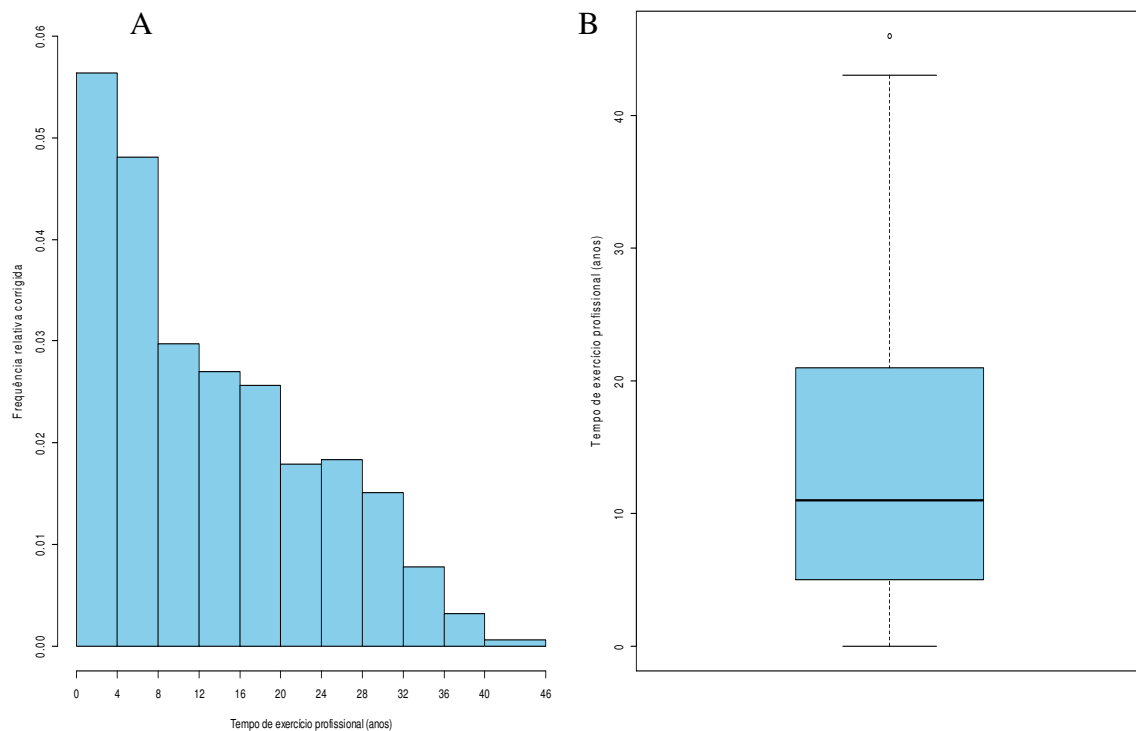 A
Frequência relativa corrigida
0.06
0.05
0.04
0.03
0.02
0.01
0.00
0 4 8 12 16 20 24 28 32 36 40 46
Tempo de exercício profissional (anos)
B
Tempo de exercício profissional (anos)
40
30
20
10
0